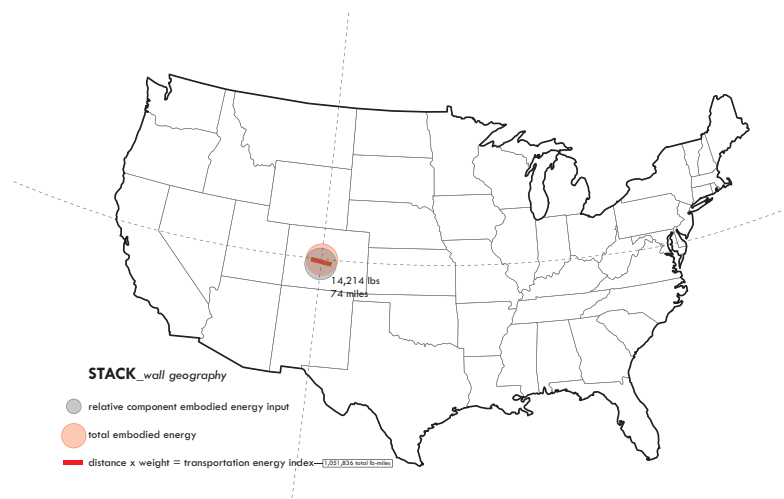 14,214 lbs
74 miles
STACK_wall geography
relative component embodied energy input
total embodied energy
distance x weight = transportation energy index 1,051,836 total lb-miles